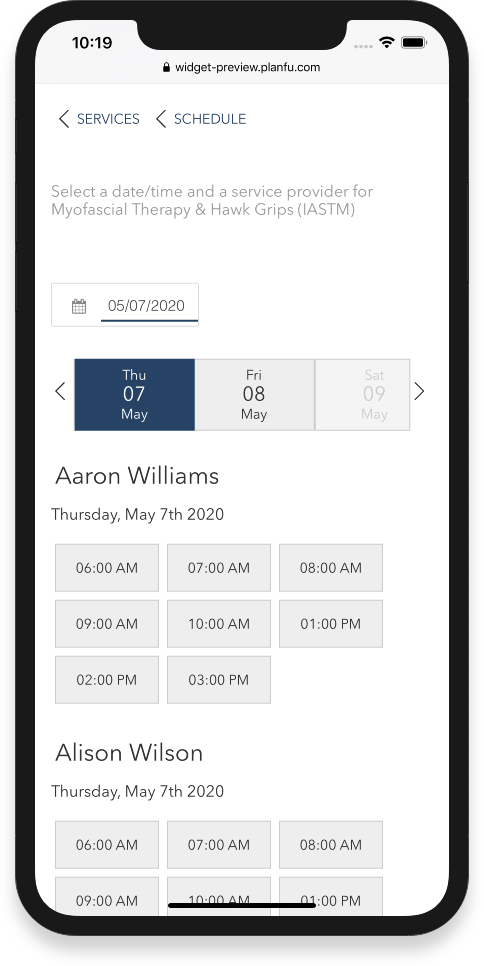 10:19
widget-preview.planfu.com
SERVICES SCHEDULE
Select a date/time and a service provider for
Myofascial Therapy & Hawk Grips (IASTM)
05/07/2020
Thu Fri Sat
07 08 09
May May May
Aaron Williams
Thursday, May 7th 2020
06:00 AM 07:00 AM 08:00 AM
09:00 AM 10:00 AM 01:00 PM
02:00 PM 03:00 PM
Alison Wilson
Thursday, May 7th 2020
06:00 AM 07:00 AM 08:00 AM
09:00 AM 10:00 AM 01:00 PM